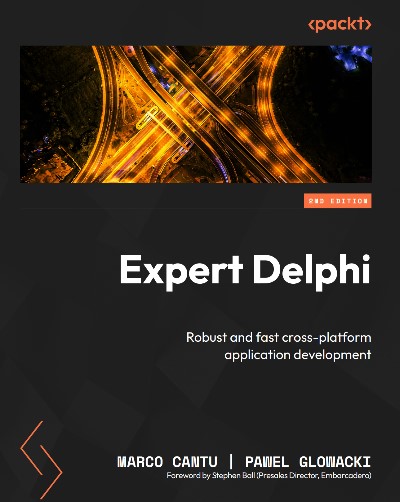 <packt>
2ND EDITION
Expert Delphi
Robust and fast cross-platform
application development
MARCO CANTU | PAWEL GLOWACKI
Foreword by Stephen Ball (Presales Director, Embarcadero)